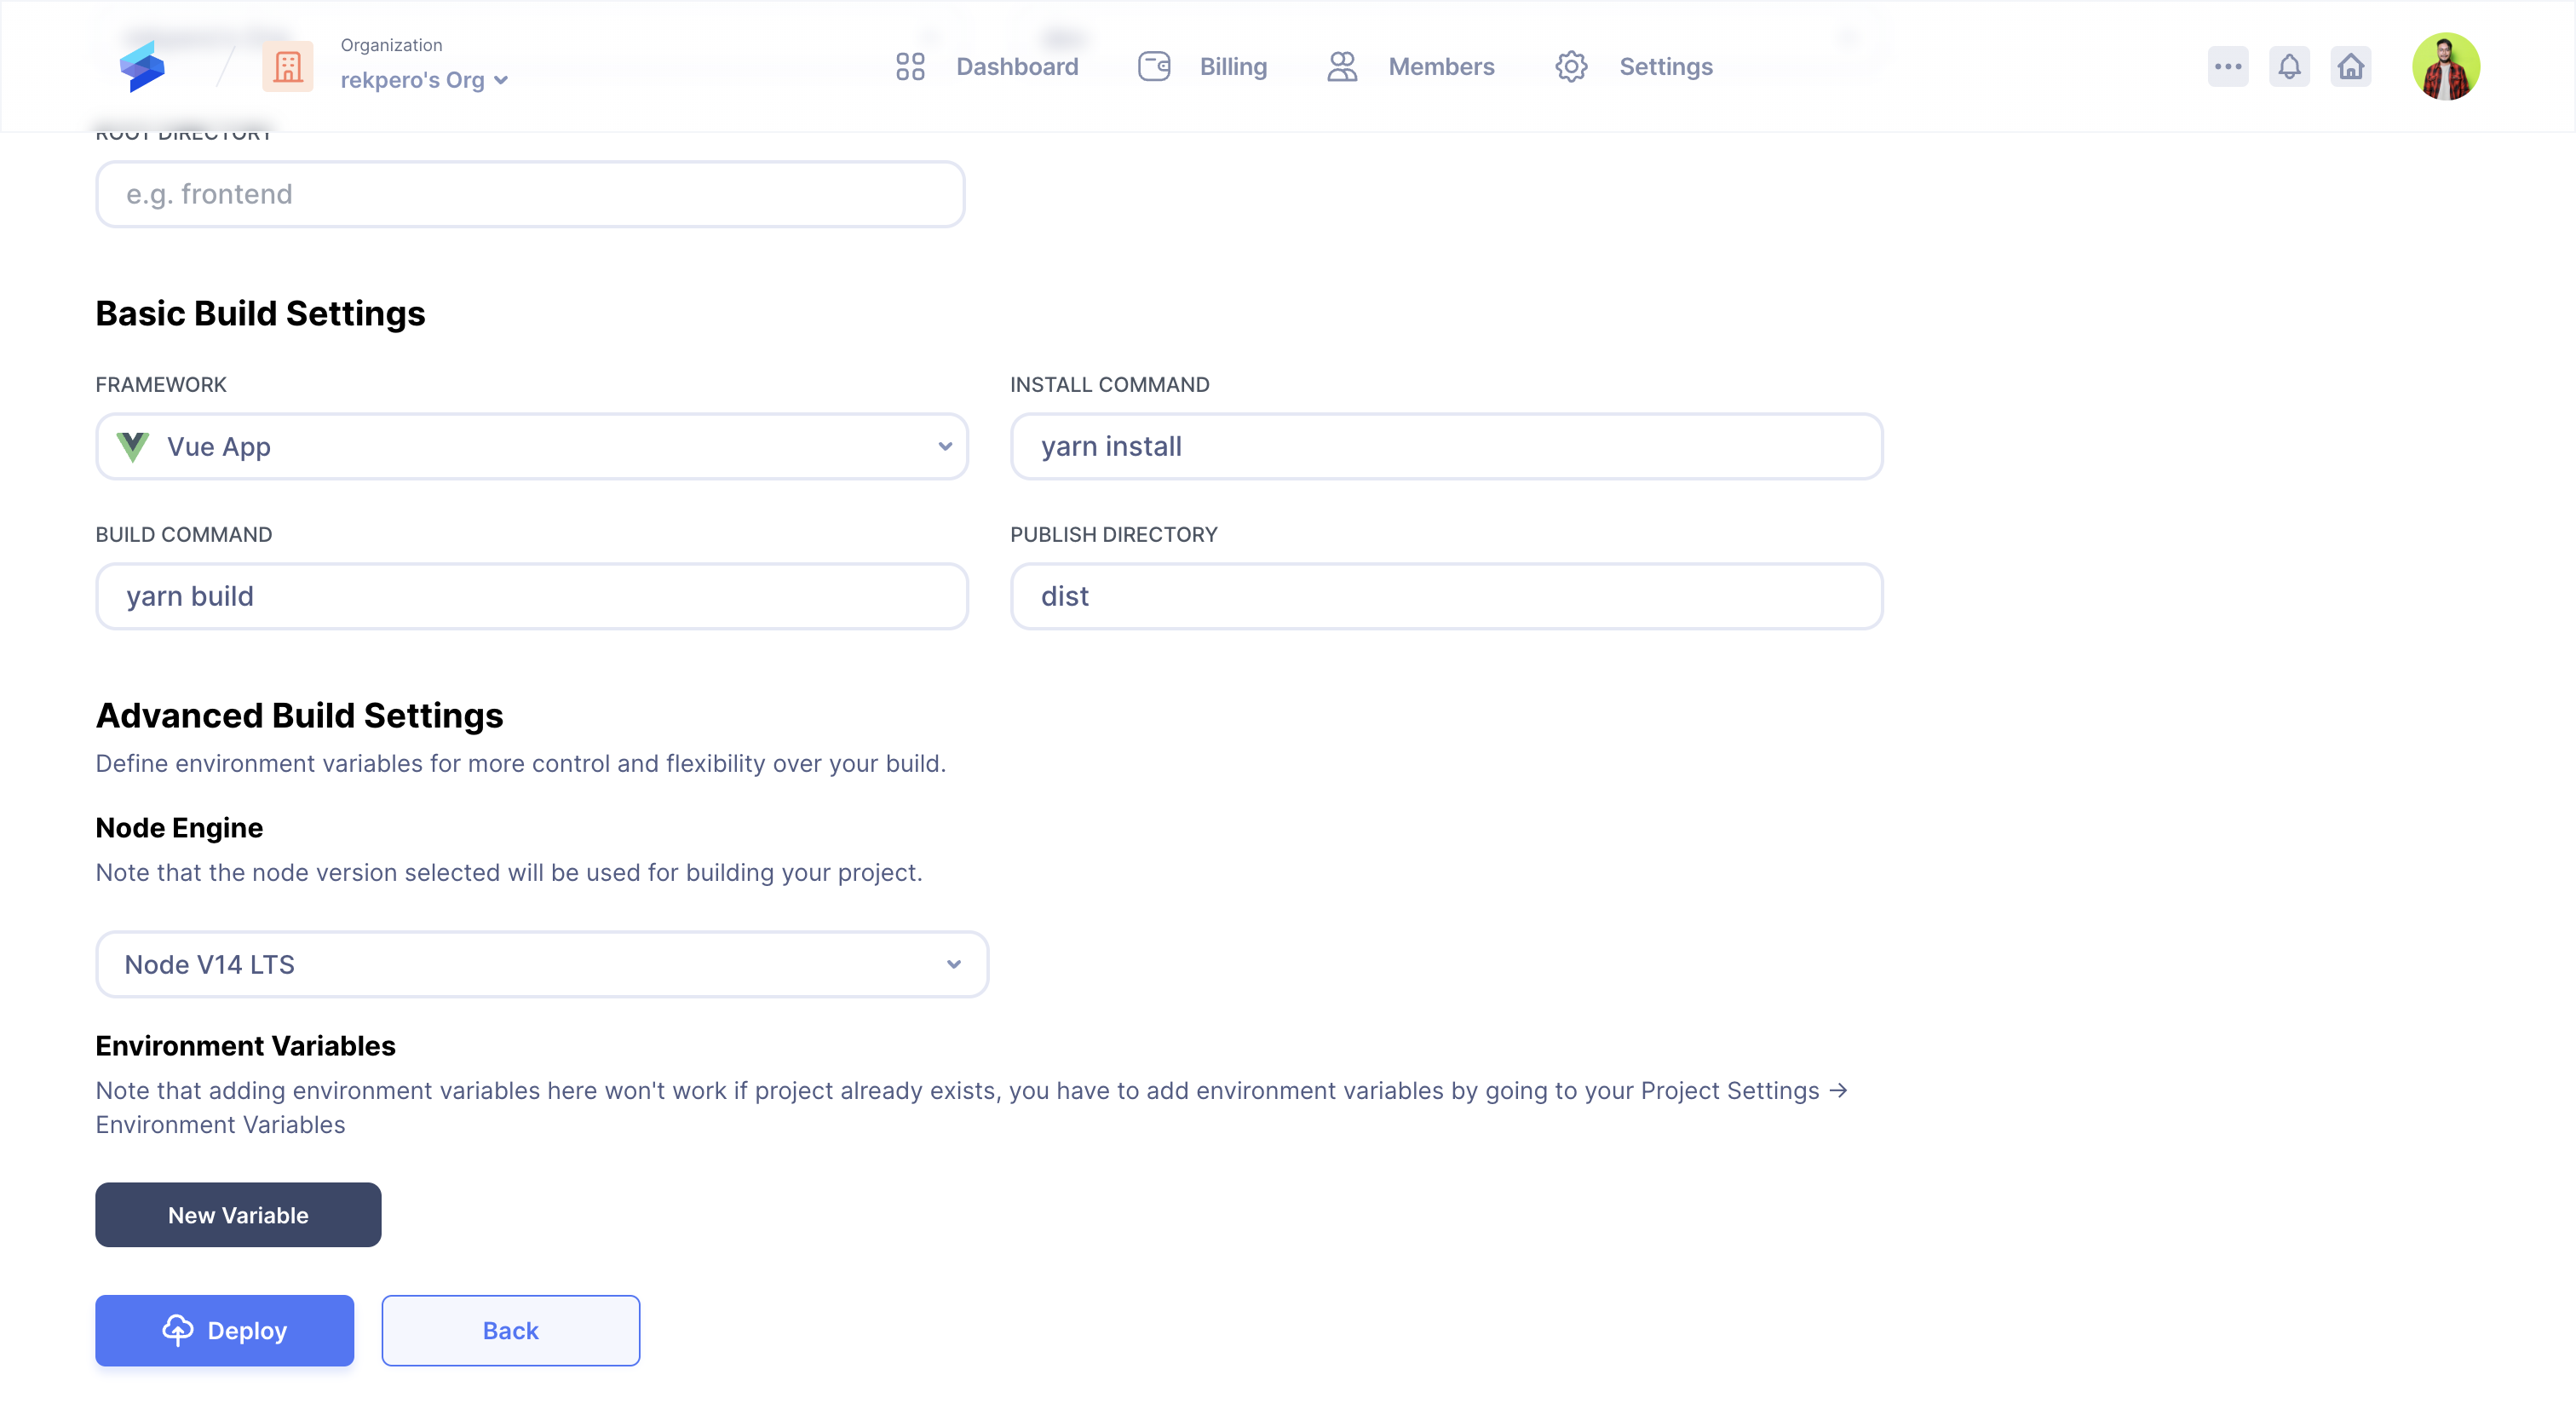 Organization
rekpero's Org
Dashboard
Billing
Members
Settings
ROOT DIRECTORY
e.g. frontend
Basic Build Settings
FRAMEWORK
INSTALL COMMAND
Vue App
yarn install
BUILD COMMAND
PUBLISH DIRECTORY
yarn build
dist
Advanced Build Settings
Define environment variables for more control and flexibility over your build.
Node Engine
Note that the node version selected will be used for building your project.
Node V14 LTS
Environment Variables
Note that adding environment variables here won't work if project already exists, you have to add environment variables by going to your Project Settings →
Environment Variables
New Variable
Deploy
Back